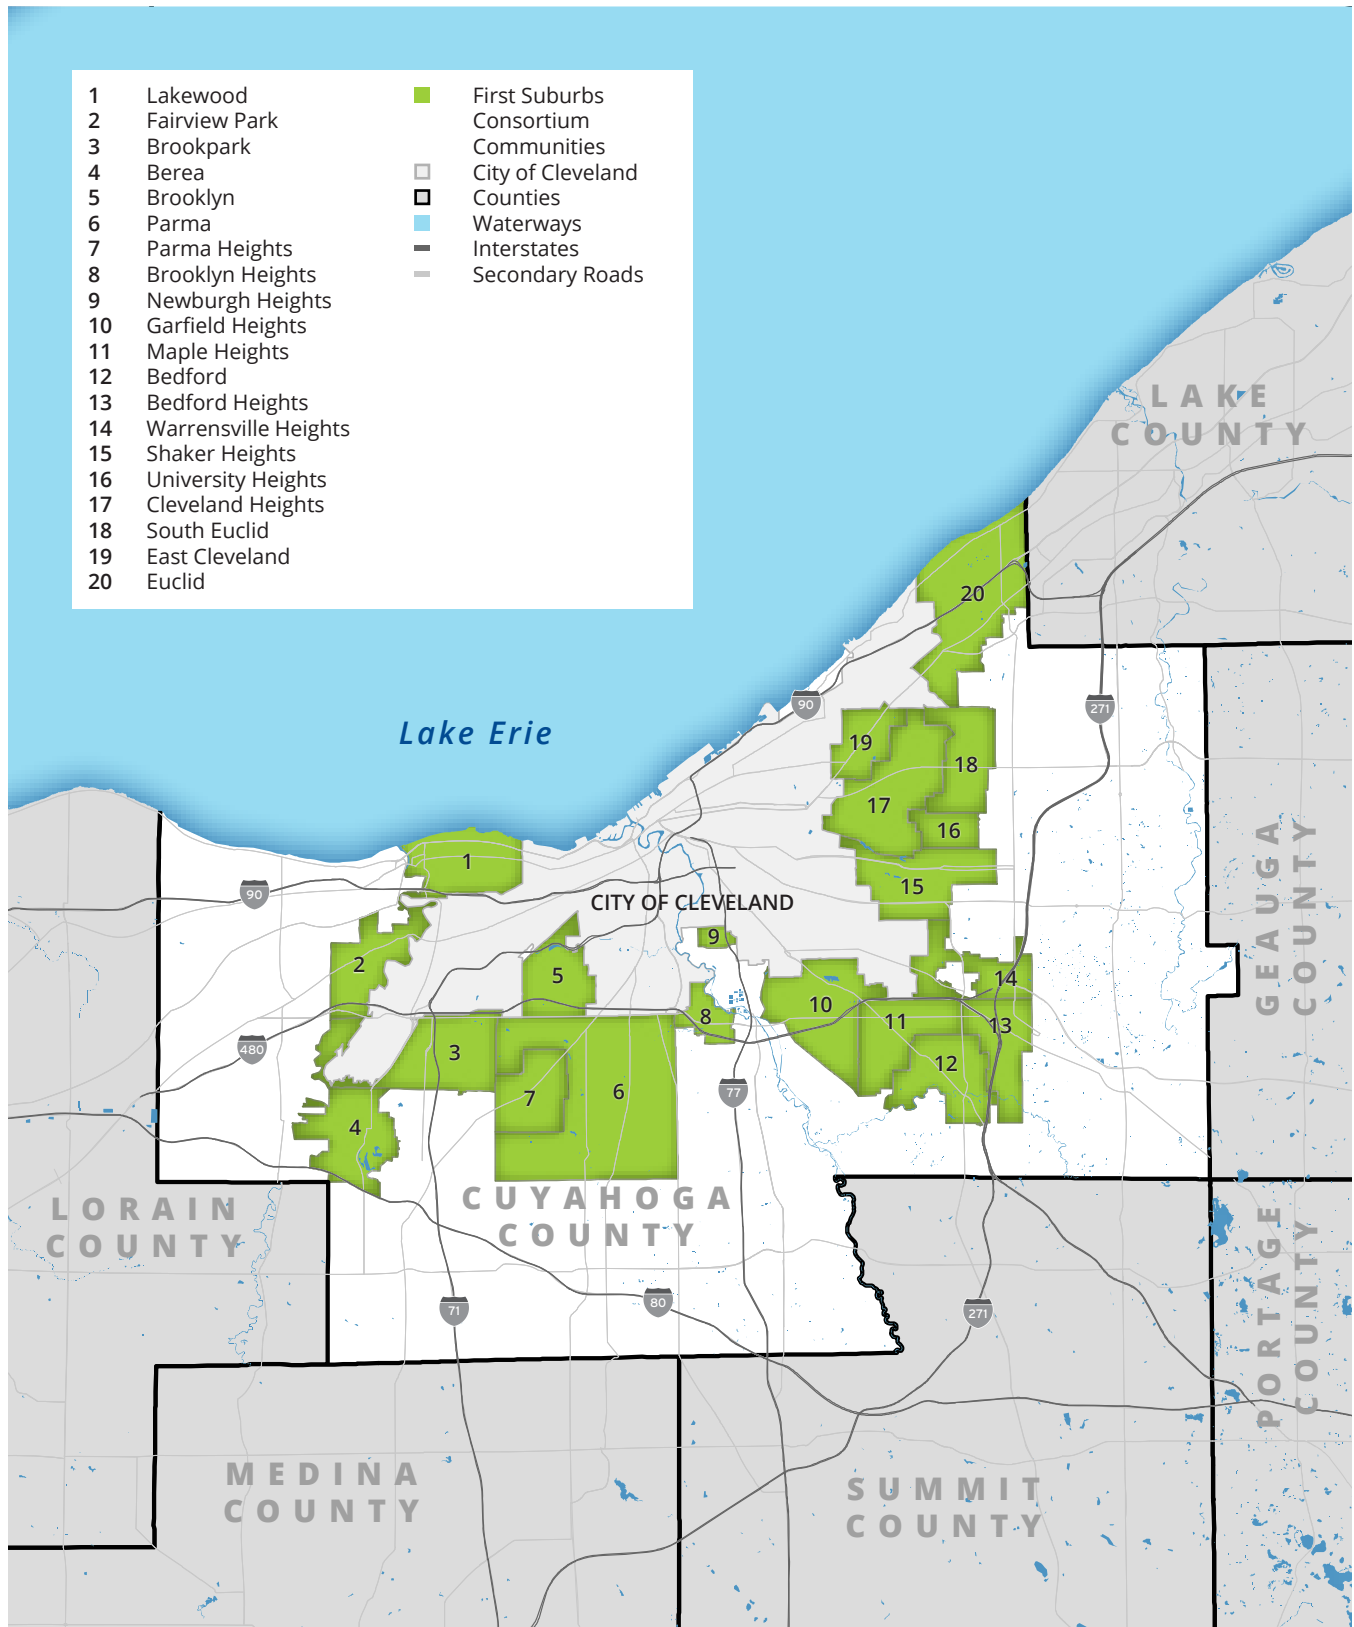 1 Lakewood
2 Fairview Park
3 Brookpark
4 Berea
5 Brooklyn
6 Parma
7 Parma Heights
8 Brooklyn Heights
9 Newburgh Heights
10 Garfield Heights
11 Maple Heights
12 Bedford
13 Bedford Heights
14 Warrensville Heights
15 Shaker Heights
16 University Heights
17 Cleveland Heights
18 South Euclid
19 East Cleveland
20 Euclid
First Suburbs
Consortium
Communities
City of Cleveland
Counties
Waterways
Interstates
Secondary Roads
LAKE
COUNTY
20
90
271
Lake Erie
19
18
17
16
1
15
90
CITY OF CLEVELAND
9
2
5
14
10
8
11
13
480
3
12
7
6
77
4
GEAUGA
COUNTY
LORAIN
COUNTY
CUYAHOGA
COUNTY
71
80
271
PORTAGE
COUNTY
MEDINA
COUNTY
SUMMIT
COUNTY